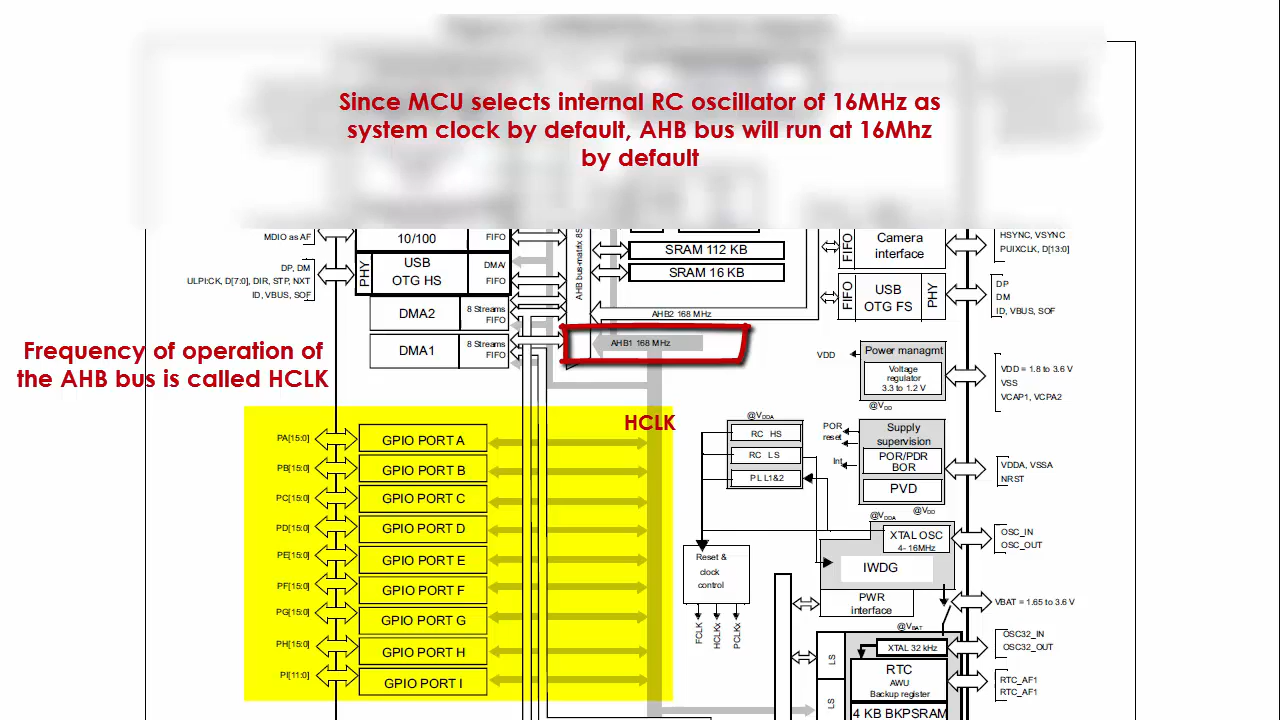 Since MCU selects internal RC oscillator of 16MHz as
system clock by default, AHB bus will run at 16Mhz
by default
MDIO as AF
10/100
FIFO
DP, DM
ULPI:CK, D[7:0], DIR, STP, NXT
ID, VBUS, SOF
PHY
USB
OTG HS
DMA/
FIFO
DMA2
8 Streams
FIFO
DMA1
8 Streams
FIFO
AHB bus-matrix 8S
SRAM 112 KB
SRAM 16 KB
AHB2 168 MHz
AHB1 168 MHz
FIFO
Camera
interface
HSYNC, VSYNC
PUIXCLK, D[13:0]
FIFO
USB
OTG FS
PHY
DP
DM
ID, VBUS, SOF
Frequency of operation of
the AHB bus is called HCLK
HCLK
PA[15:0]
GPIO PORT A
PB[15:0]
GPIO PORT B
PC[15:0]
GPIO PORT C
PD[15:0]
GPIO PORT D
PE[15:0]
GPIO PORT E
PF[15:0]
GPIO PORT F
PG[15:0]
GPIO PORT G
PH[15:0]
GPIO PORT H
PI[11:0]
GPIO PORT I
VDD
Power managmt
Voltage
regulator
3.3 to 1.2 V
VDD = 1.8 to 3.6 V
VSS
VCAP1, VCPA2
@VDD
@VDDA
RC HS
RC LS
PLL1&2
POR
reset
Int
Supply
supervision
POR/PDR
BOR
PVD
VDDA, VSSA
NRST
@VDDA
@VDD
XTAL OSC
4- 16MHz
OSC_IN
OSC_OUT
IWDG
Reset &
clock
control
FCLK
HCLKx
PCLKx
PWR
interface
VBAT = 1.65 to 3.6 V
@VBAT
LS
XTAL 32 kHz
OSC32_IN
OSC32_OUT
RTC
AWU
Backup register
RTC_AF1
RTC_AF1
LS
4 KB BKPSRAM